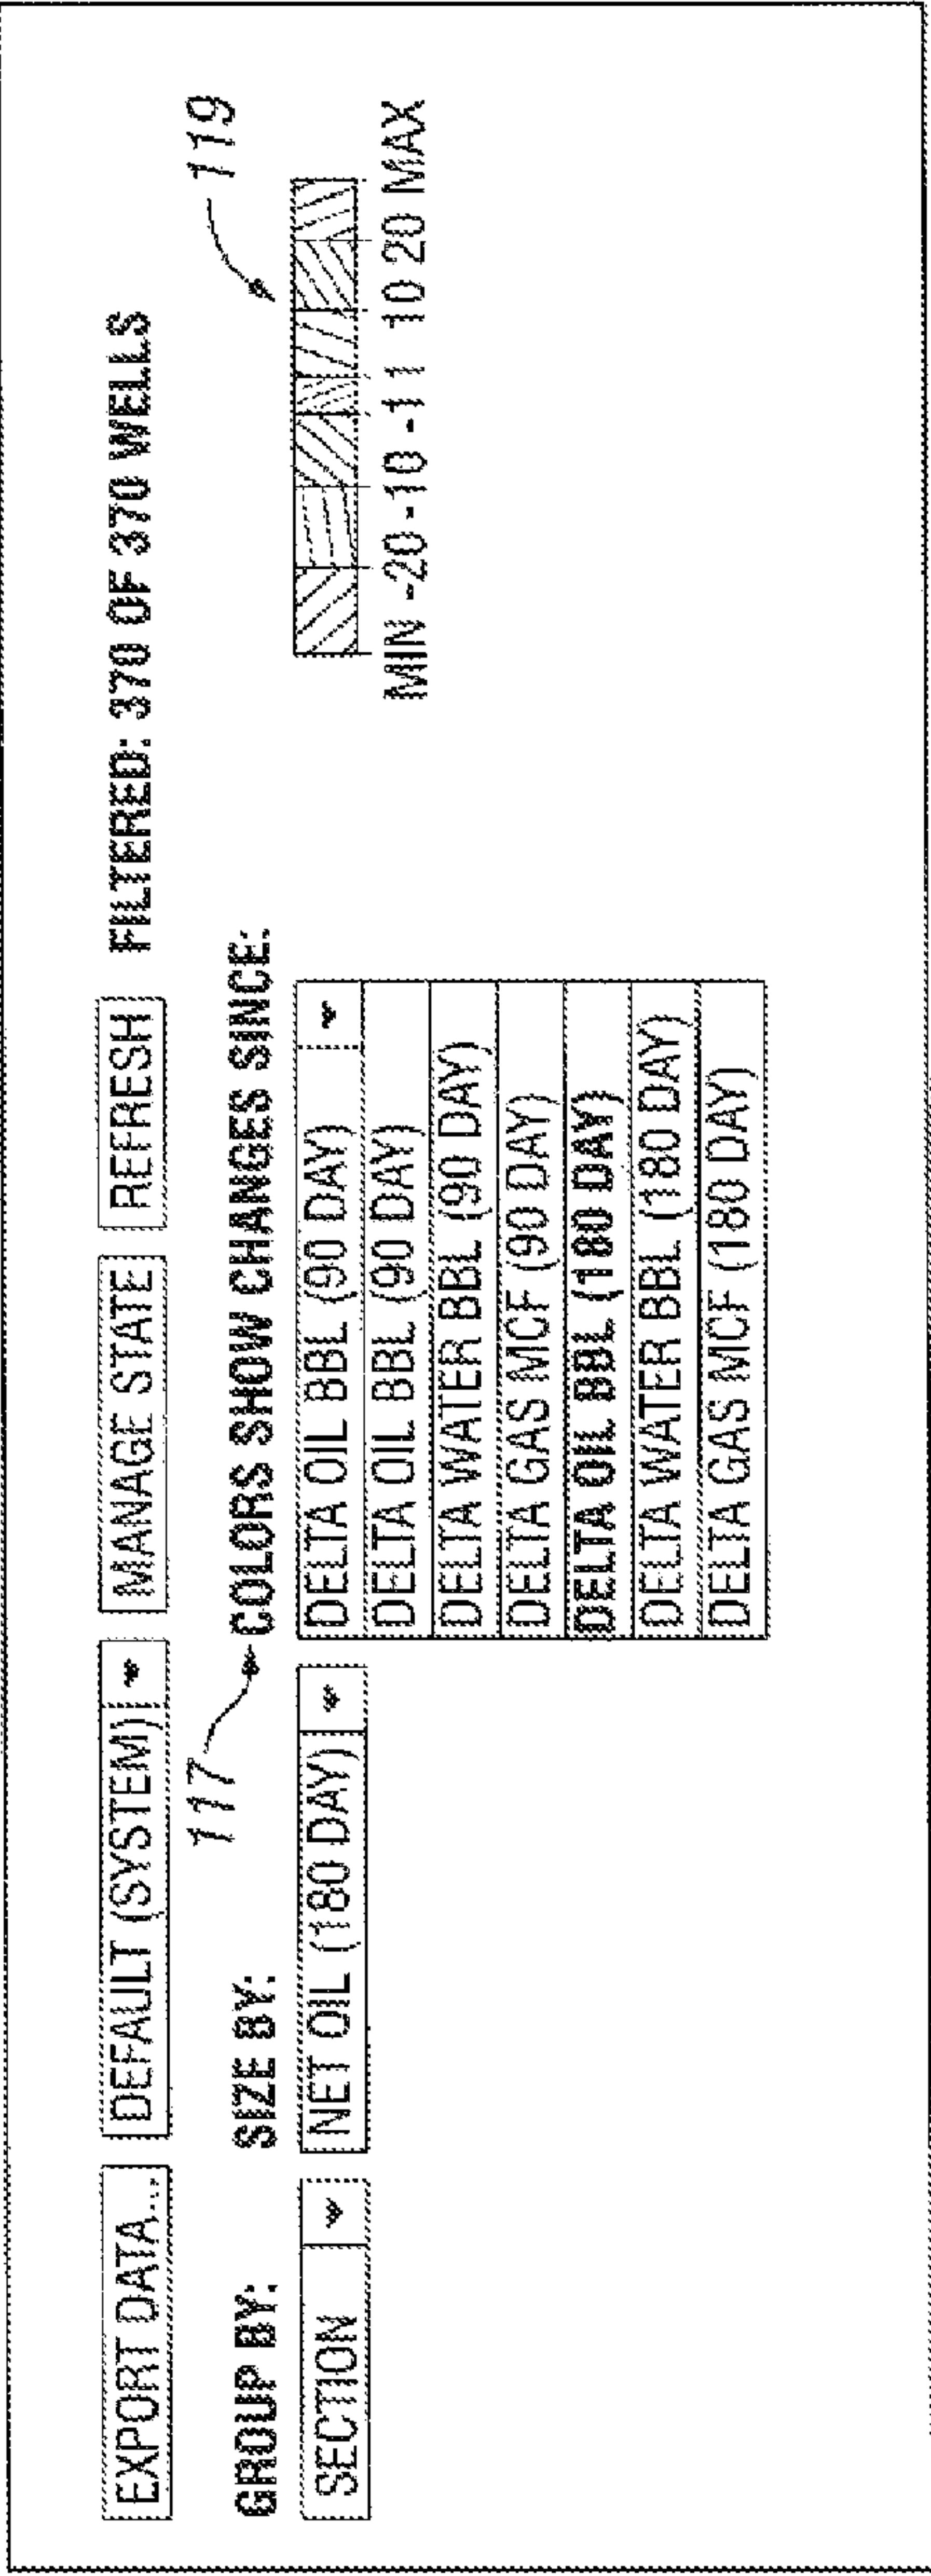 EXPORT DATA... DEFAULT (SYSTEM) MANAGE STATE REFRESH FILTERED: 370 OF 370 WELLS
117 119
GROUP BY: SIZE BY: COLORS SHOW CHANGES SINCE:
SECTION NET OIL (180 DAY) DELTA OIL BBL (90 DAY)
DELTA OIL BBL (90 DAY) MIN -20 -10 -1 1 10 20 MAX
DELTA WATER BBL (90 DAY)
DELTA GAS MCF (90 DAY)
DELTA OIL BBL (180 DAY)
DELTA WATER BBL (180 DAY)
DELTA GAS MCF (180 DAY)